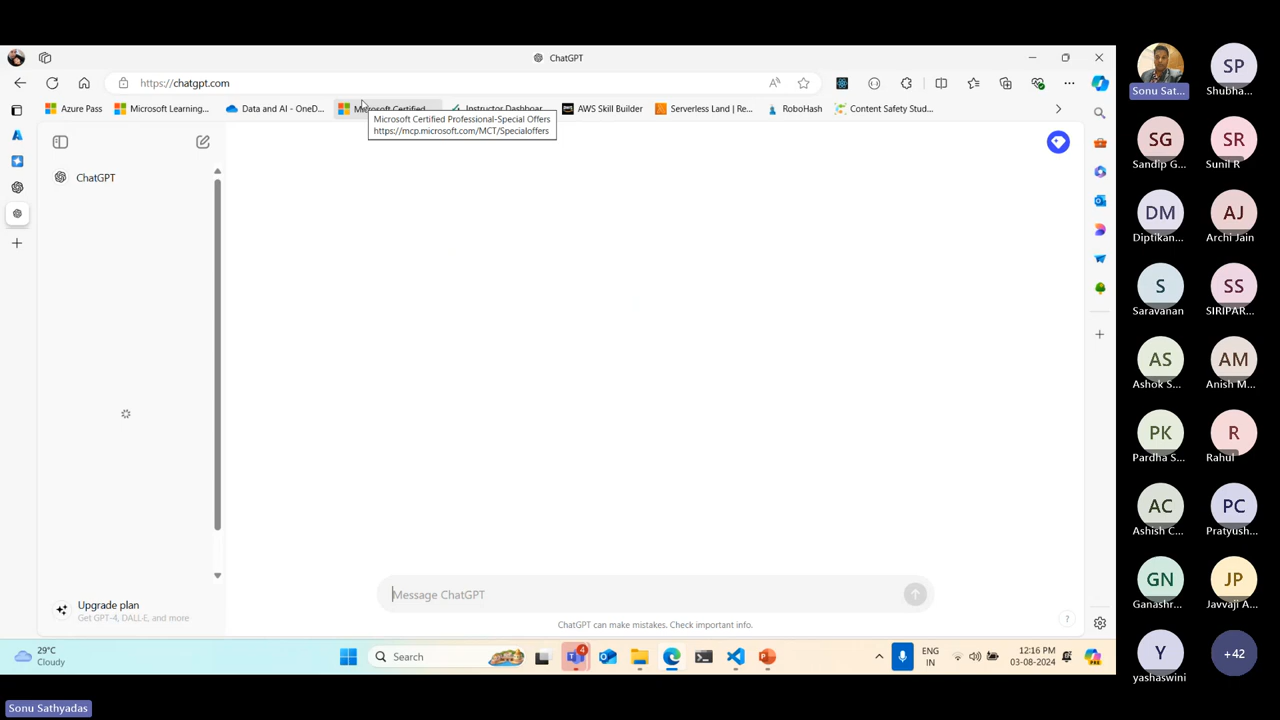 ChatGPT
https://chatgpt.com
Azure Pass
Microsoft Learning...
Data and AI - OneD...
Microsoft Certified
Instructor Dashboar
AWS Skill Builder
Serverless Land | Re...
RoboHash
Content Safety Stud...
Microsoft Certified Professional-Special Offers
https://mcp.microsoft.com/MCT/Specialoffers
ChatGPT
Upgrade plan
Get GPT-4, DALL·E, and more
Message ChatGPT
ChatGPT can make mistakes. Check important info.
?
29°C
Cloudy
Search
4
ENG
IN
12:16 PM
03-08-2024
Sonu Sathyadas
Sonu Sat...
SP
Shubha...
SG
Sandip G...
SR
Sunil R
DM
Diptikan...
AJ
Archi Jain
S
Saravanan
SS
SIRIPAR...
AS
Ashok S...
AM
Anish M...
PK
Pardha S...
R
Rahul
AC
Ashish C...
PC
Pratyush...
GN
Ganashr...
JP
Javvaji A...
Y
yashaswini
+42